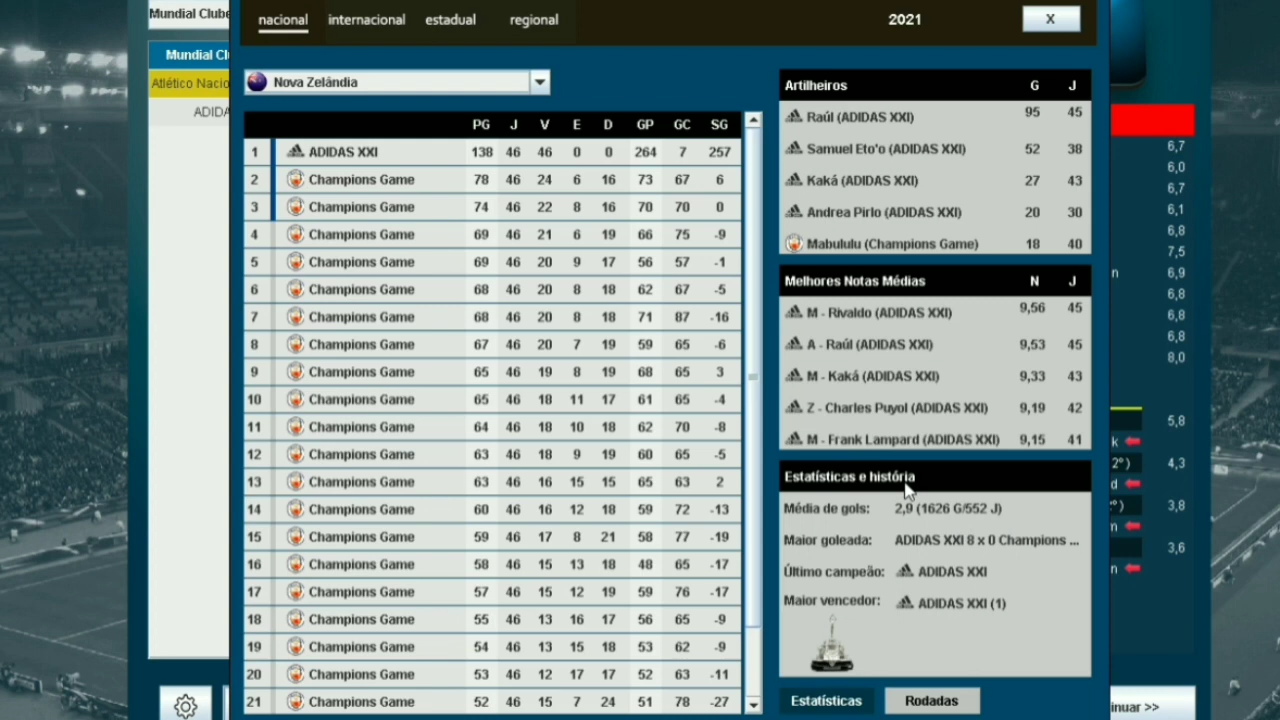 nacional internacional estadual regional 2021 X
Mundial Clube
Mundial Cl
Atlético Nacio
ADIDA
Nova Zelândia
PG J V E D GP GC SG
1 ADIDAS XXI 138 46 46 0 0 264 7 257
2 Champions Game 78 46 24 6 16 73 67 6
3 Champions Game 74 46 22 8 16 70 70 0
4 Champions Game 69 46 21 6 19 66 75 -9
5 Champions Game 69 46 20 9 17 56 57 -1
6 Champions Game 68 46 20 8 18 62 67 -5
7 Champions Game 68 46 20 8 18 71 87 -16
8 Champions Game 67 46 20 7 19 59 65 -6
9 Champions Game 65 46 19 8 19 68 65 3
10 Champions Game 65 46 18 11 17 61 65 -4
11 Champions Game 64 46 18 10 18 62 70 -8
12 Champions Game 63 46 18 9 19 60 65 -5
13 Champions Game 63 46 16 15 15 65 63 2
14 Champions Game 60 46 16 12 18 59 72 -13
15 Champions Game 59 46 17 8 21 58 77 -19
16 Champions Game 58 46 15 13 18 48 65 -17
17 Champions Game 57 46 15 12 19 59 76 -17
18 Champions Game 55 46 13 16 17 56 65 -9
19 Champions Game 54 46 13 15 18 53 62 -9
20 Champions Game 53 46 12 17 17 52 63 -11
21 Champions Game 52 46 15 7 24 51 78 -27
Artilheiros G J
Raúl (ADIDAS XXI) 95 45
Samuel Eto'o (ADIDAS XXI) 52 38
Kaká (ADIDAS XXI) 27 43
Andrea Pirlo (ADIDAS XXI) 20 30
Mabululu (Champions Game) 18 40
Melhores Notas Médias N J
M - Rivaldo (ADIDAS XXI) 9,56 45
A - Raúl (ADIDAS XXI) 9,53 45
M - Kaká (ADIDAS XXI) 9,33 43
Z - Charles Puyol (ADIDAS XXI) 9,19 42
M - Frank Lampard (ADIDAS XXI) 9,15 41
Estatísticas e história
Média de gols: 2,9 (1626 G/552 J)
Maior goleada: ADIDAS XXI 8 x 0 Champions ...
Último campeão: ADIDAS XXI
Maior vencedor: ADIDAS XXI (1)
Estatísticas Rodadas
6,7
6,0
6,7
6,1
6,8
7,5
n 6,9
6,8
6,8
6,8
8,0
5,8
k
2º) 4,3
d
º) 3,8
m
3,6
n
inuar >>